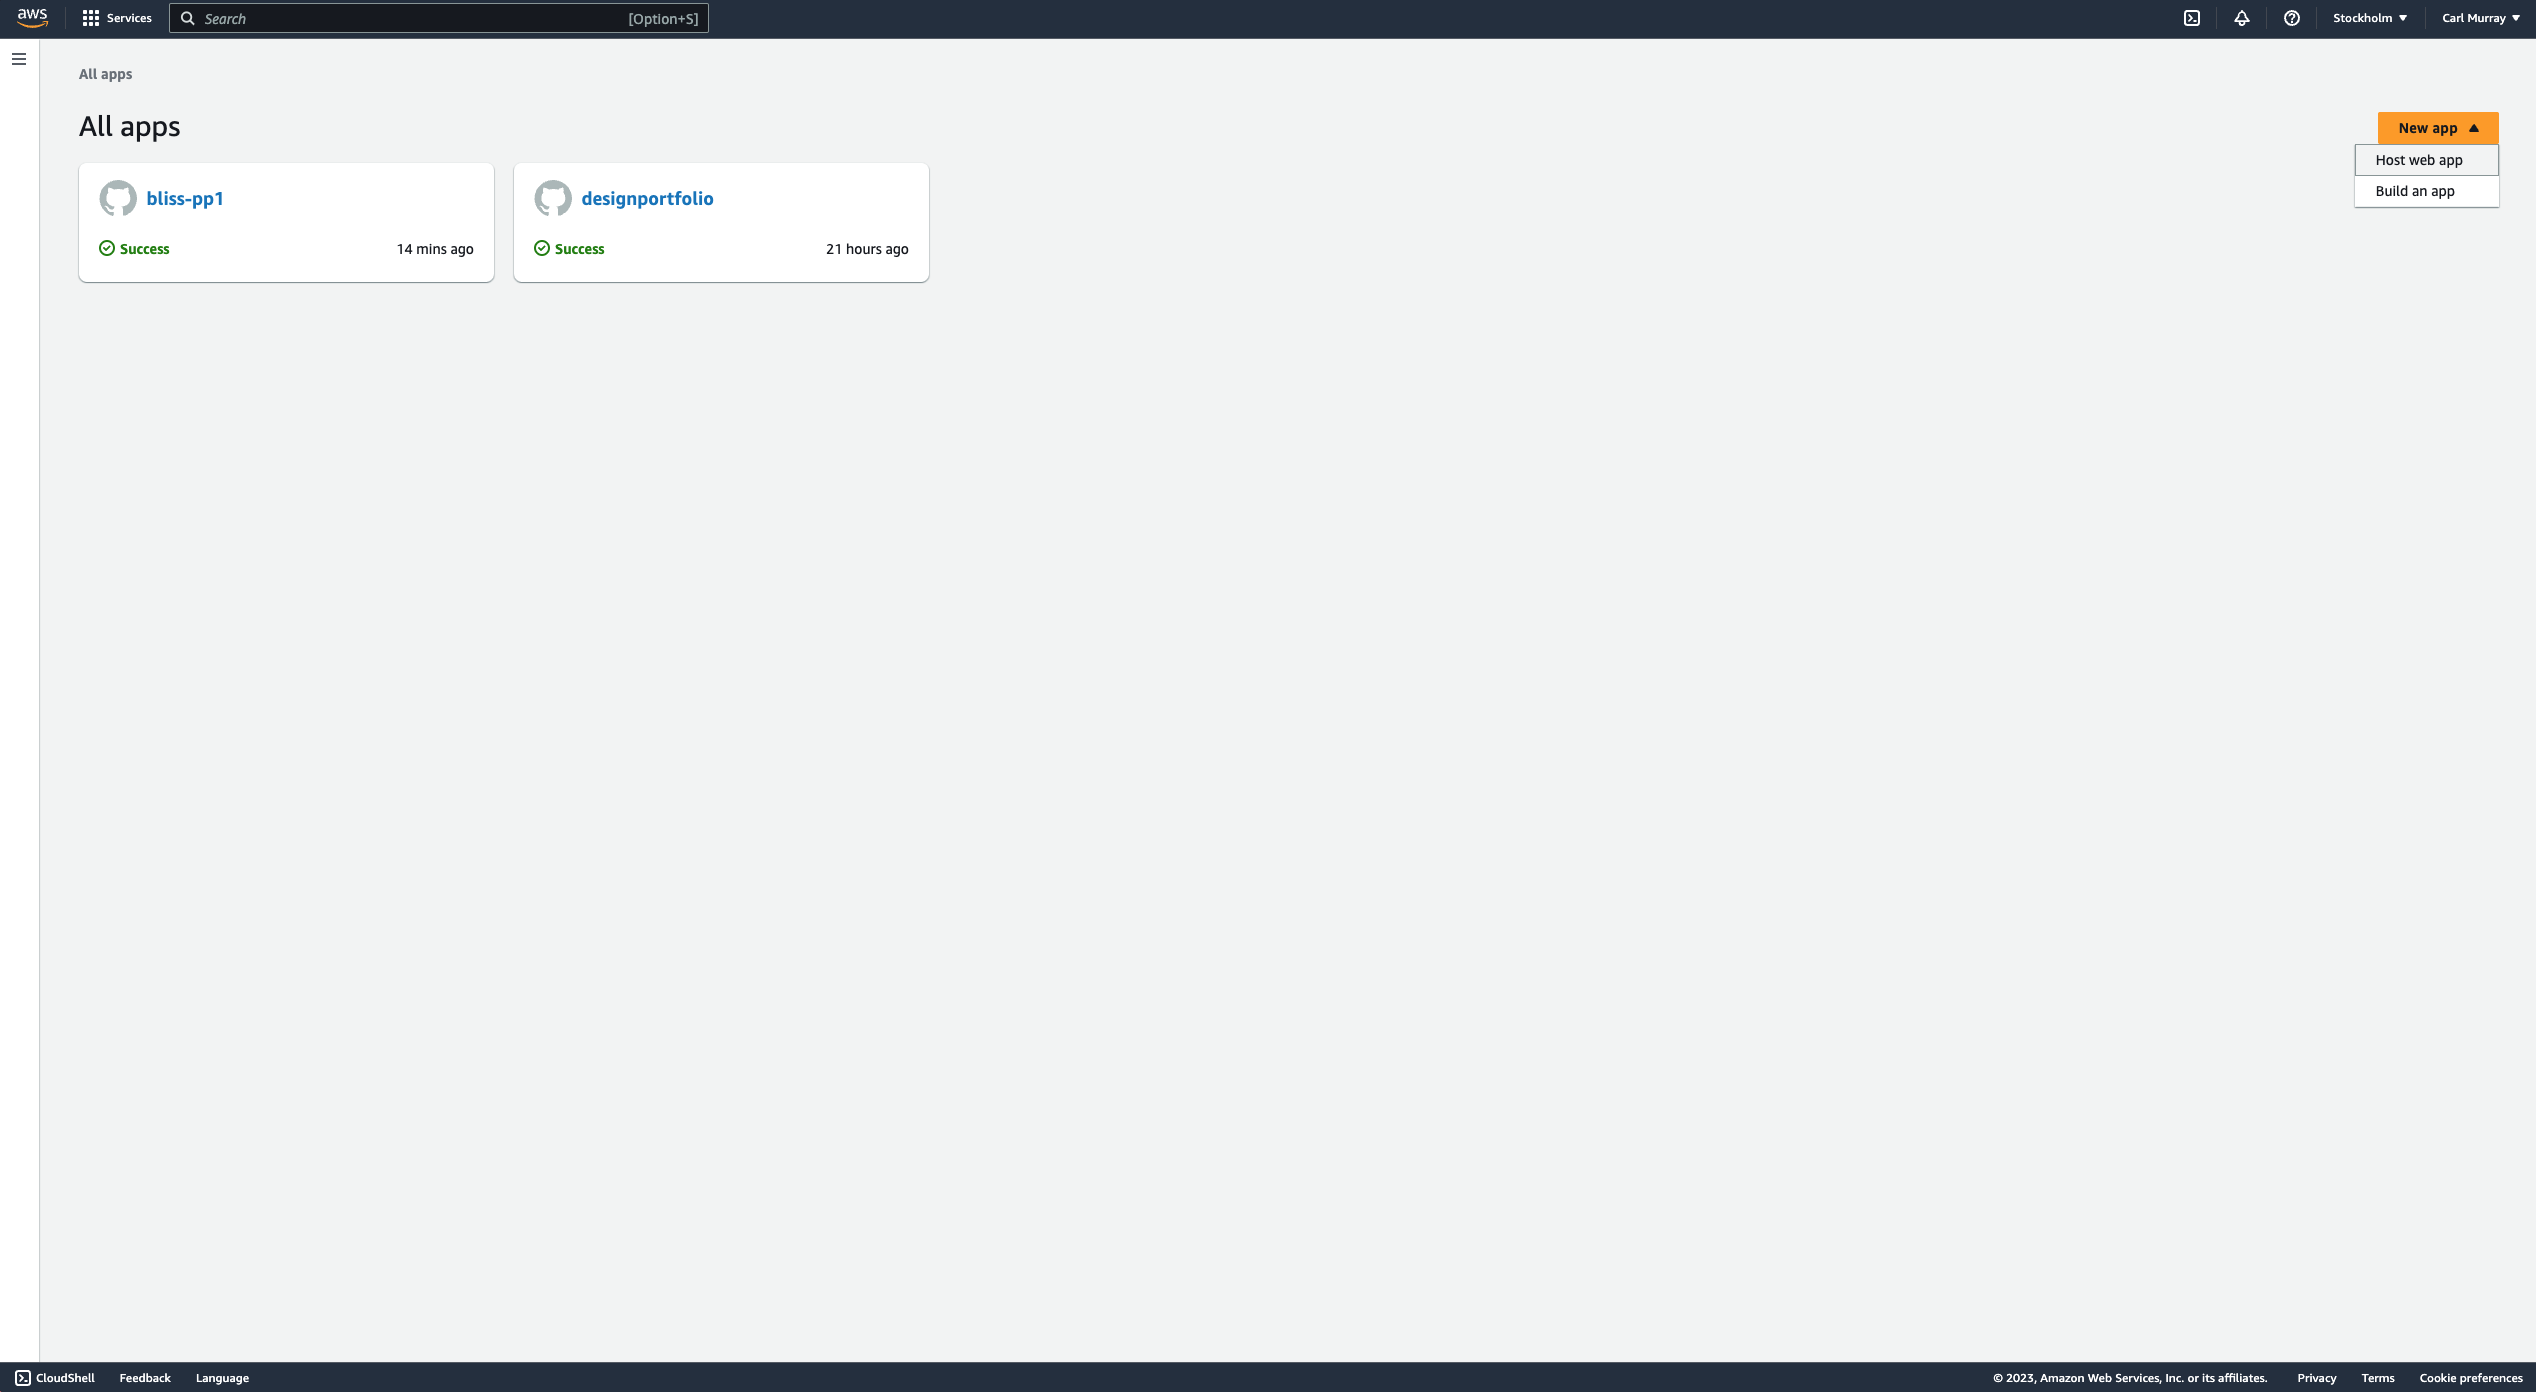 aws
Services
Search
[Option+S]
Stockholm
Carl Murray
All apps
All apps
New app
Host web app
Build an app
bliss-pp1
Success
14 mins ago
designportfolio
Success
21 hours ago
CloudShell
Feedback
Language
© 2023, Amazon Web Services, Inc. or its affiliates.
Privacy
Terms
Cookie preferences